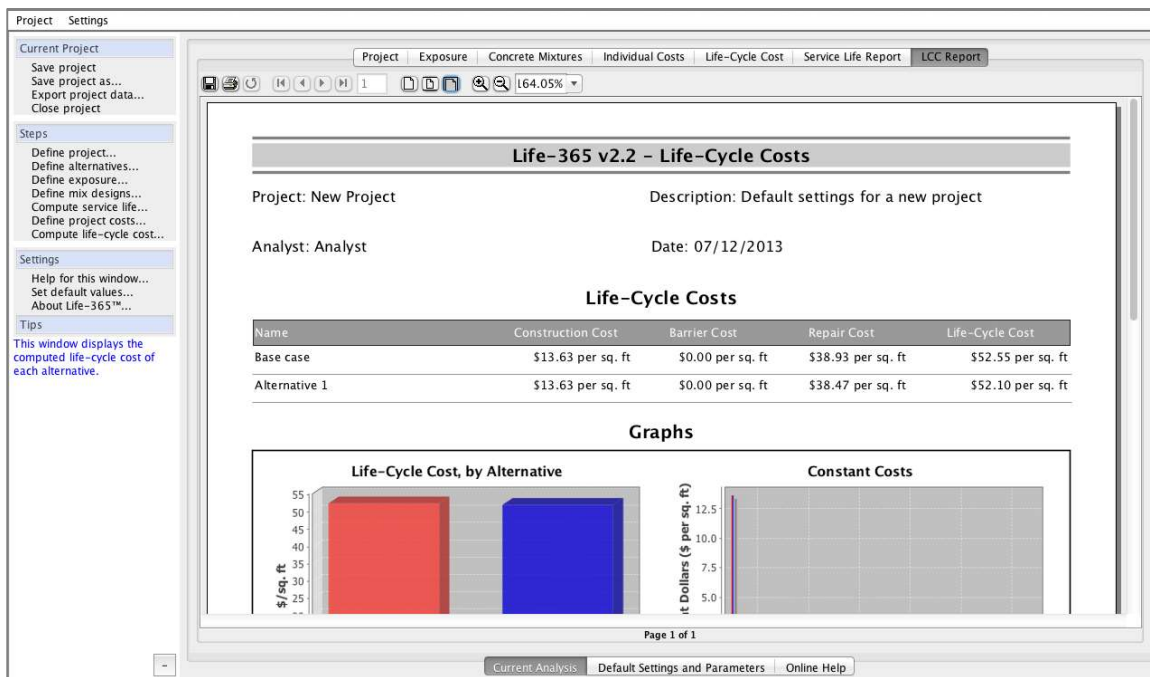 Project Settings
Current Project
Save project
Save project as...
Export project data...
Close project
Steps
Define project...
Define alternatives...
Define exposure...
Define mix designs...
Compute service life...
Define project costs...
Compute life-cycle cost...
Settings
Help for this window...
Set default values...
About Life-365™...
Tips
This window displays the
computed life-cycle cost of
each alternative.
Project Exposure Concrete Mixtures Individual Costs Life-Cycle Cost Service Life Report LCC Report
1 164.05%
Life-365 v2.2 – Life-Cycle Costs
Project: New Project Description: Default settings for a new project
Analyst: Analyst Date: 07/12/2013
Life-Cycle Costs
Name Construction Cost Barrier Cost Repair Cost Life-Cycle Cost
Base case $13.63 per sq. ft $0.00 per sq. ft $38.93 per sq. ft $52.55 per sq. ft
Alternative 1 $13.63 per sq. ft $0.00 per sq. ft $38.47 per sq. ft $52.10 per sq. ft
Graphs
Life-Cycle Cost, by Alternative
55
50
45
40
35
30
25
$/sq. ft
Constant Costs
12.5
10.0
7.5
5.0
Dollars ($ per sq. ft)
Page 1 of 1
Current Analysis Default Settings and Parameters Online Help